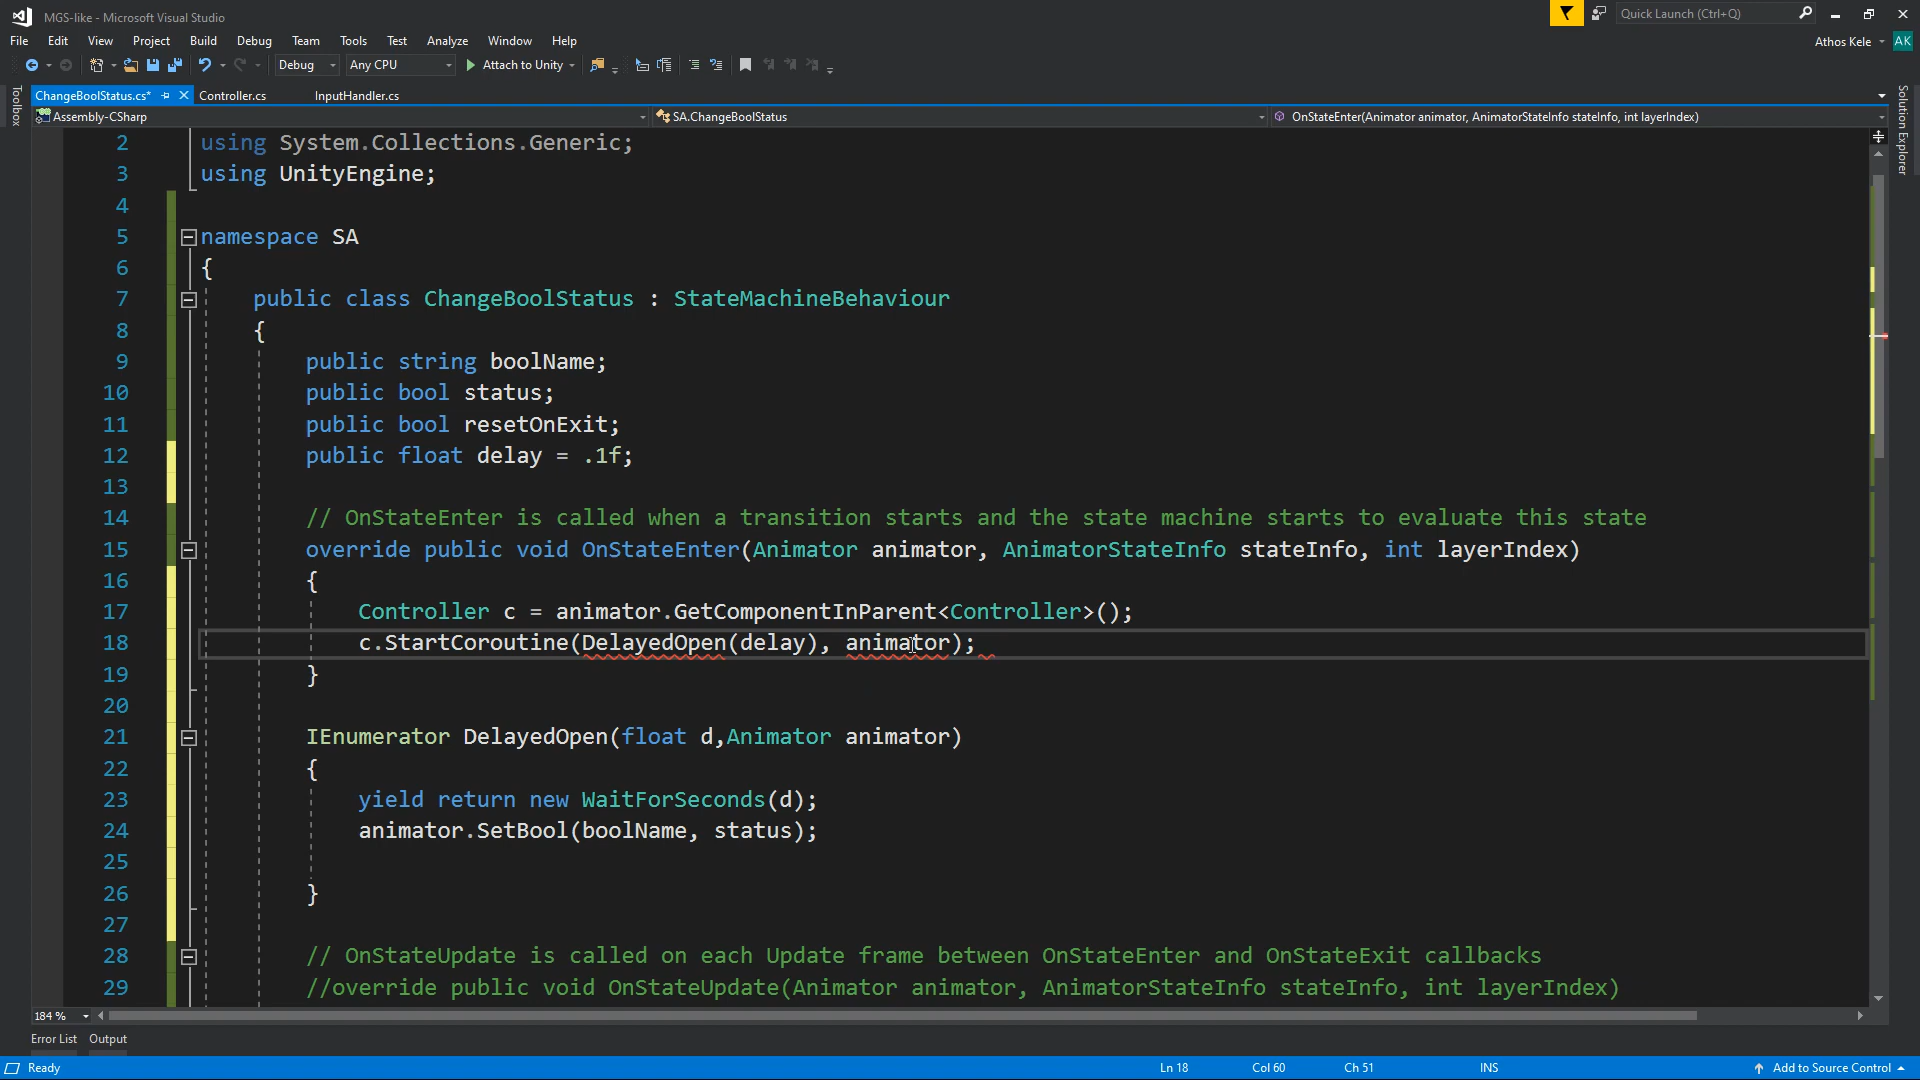 MGS-like - Microsoft Visual Studio
Quick Launch (Ctrl+Q)
File Edit View Project Build Debug Team Tools Test Analyze Window Help
Athos Kele AK
Debug Any CPU Attach to Unity
Toolbox
ChangeBoolStatus.cs* Controller.cs InputHandler.cs
Solution Explorer
Assembly-CSharp SA.ChangeBoolStatus OnStateEnter(Animator animator, AnimatorStateInfo stateInfo, int layerIndex)
2 using System.Collections.Generic;
3 using UnityEngine;
4
5 namespace SA
6 {
7 public class ChangeBoolStatus : StateMachineBehaviour
8 {
9 public string boolName;
10 public bool status;
11 public bool resetOnExit;
12 public float delay = .1f;
13
14 // OnStateEnter is called when a transition starts and the state machine starts to evaluate this state
15 override public void OnStateEnter(Animator animator, AnimatorStateInfo stateInfo, int layerIndex)
16 {
17 Controller c = animator.GetComponentInParent<Controller>();
18 c.StartCoroutine(DelayedOpen(delay), animator);
19 }
20
21 IEnumerator DelayedOpen(float d,Animator animator)
22 {
23 yield return new WaitForSeconds(d);
24 animator.SetBool(boolName, status);
25
26 }
27
28 // OnStateUpdate is called on each Update frame between OnStateEnter and OnStateExit callbacks
29 //override public void OnStateUpdate(Animator animator, AnimatorStateInfo stateInfo, int layerIndex)
184 %
Error List Output
Ready Ln 18 Col 60 Ch 51 INS Add to Source Control